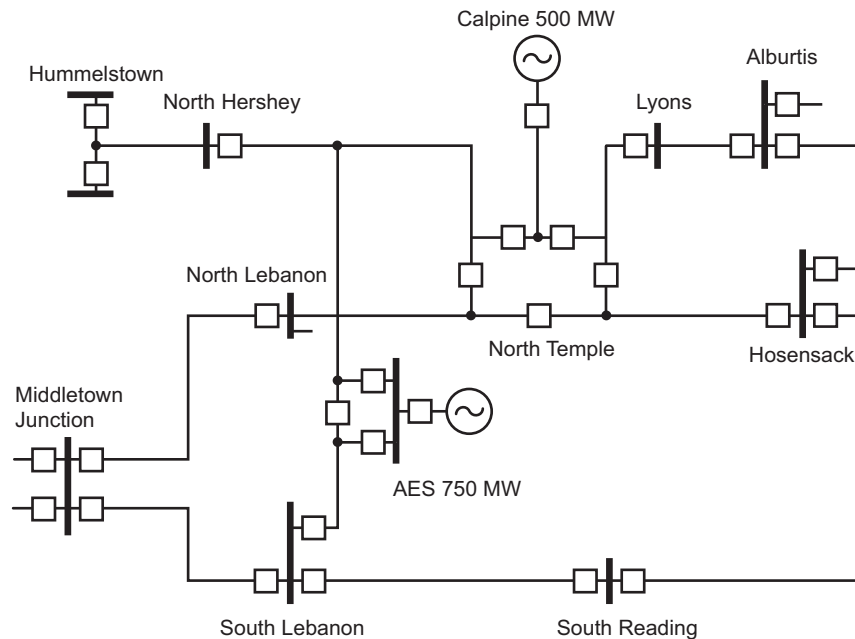 Calpine 500 MW
Hummelstown
Alburtis
North Hershey
Lyons
North Lebanon
North Temple
Hosensack
Middletown
Junction
AES 750 MW
South Lebanon
South Reading